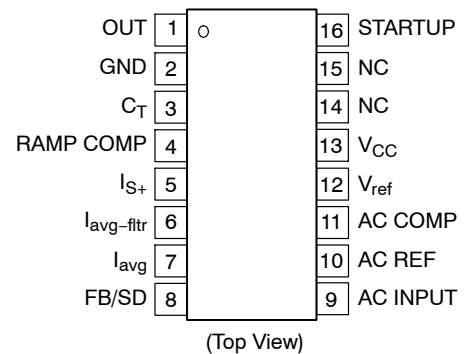 OUT 1 16 STARTUP
GND 2 15 NC
CT 3 14 NC
RAMP COMP 4 13 VCC
IS+ 5 12 Vref
Iavg-fltr 6 11 AC COMP
Iavg 7 10 AC REF
FB/SD 8 9 AC INPUT
(Top View)